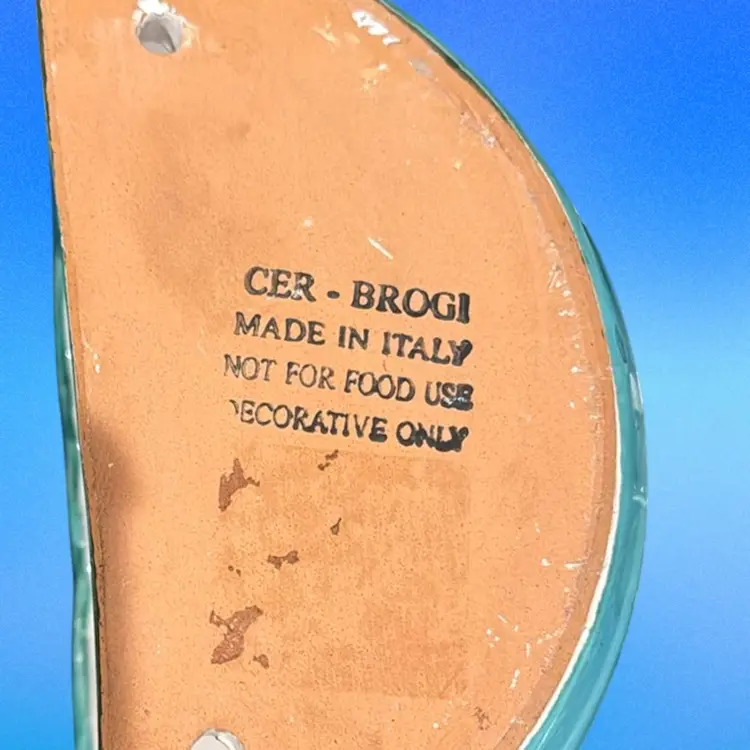 CER - BROGI
MADE IN ITALY
NOT FOR FOOD USE
DECORATIVE ONLY